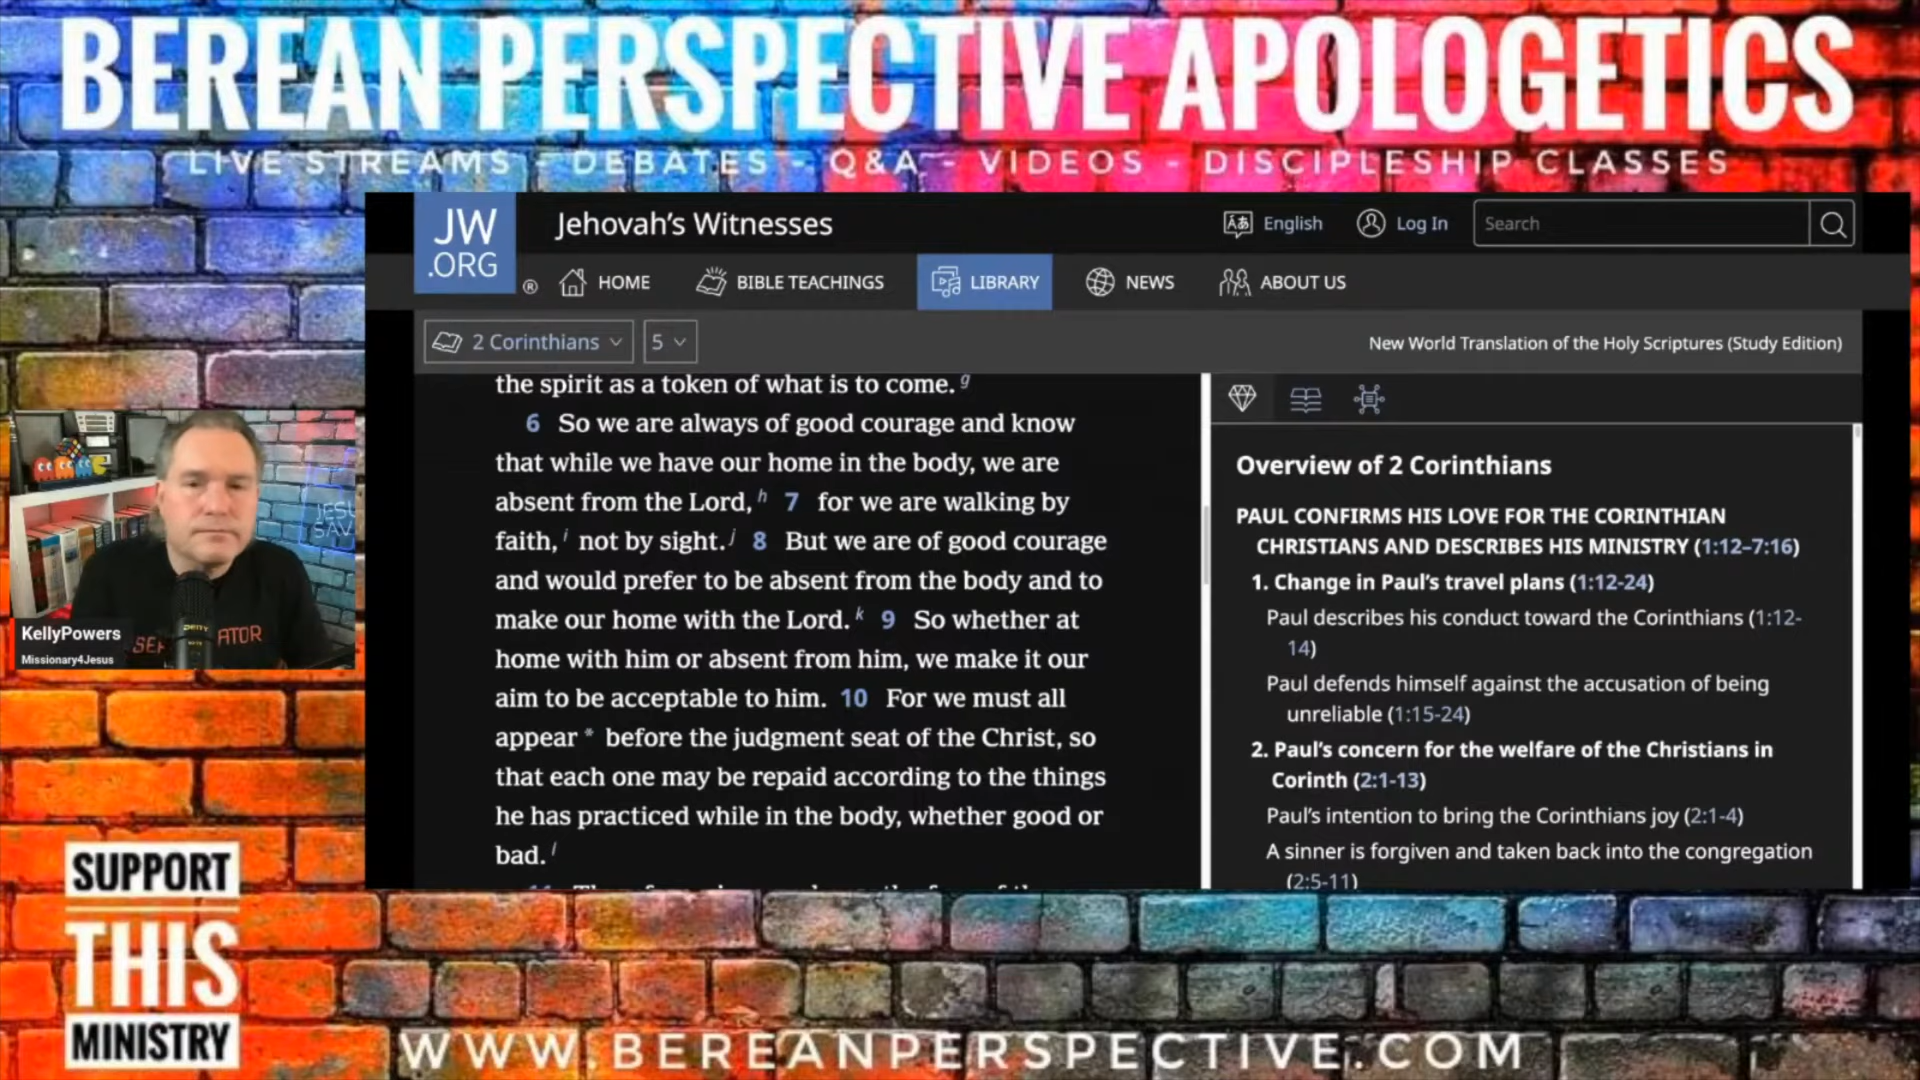 BEREAN PERSPECTIVE APOLOGETICS
LIVE STREAMS - DEBATES - Q&A - VIDEOS - DISCIPLESHIP CLASSES
JW
.ORG
®
Jehovah's Witnesses
English
Log In
Search
HOME
BIBLE TEACHINGS
LIBRARY
NEWS
ABOUT US
2 Corinthians
5
New World Translation of the Holy Scriptures (Study Edition)
the spirit as a token of what is to come. g
6 So we are always of good courage and know
that while we have our home in the body, we are
absent from the Lord, h 7 for we are walking by
faith, i not by sight. j 8 But we are of good courage
and would prefer to be absent from the body and to
make our home with the Lord. k 9 So whether at
home with him or absent from him, we make it our
aim to be acceptable to him. 10 For we must all
appear * before the judgment seat of the Christ, so
that each one may be repaid according to the things
he has practiced while in the body, whether good or
bad. l
Overview of 2 Corinthians
PAUL CONFIRMS HIS LOVE FOR THE CORINTHIAN
CHRISTIANS AND DESCRIBES HIS MINISTRY (1:12–7:16)
1. Change in Paul's travel plans (1:12-24)
Paul describes his conduct toward the Corinthians (1:12-
14)
Paul defends himself against the accusation of being
unreliable (1:15-24)
2. Paul's concern for the welfare of the Christians in
Corinth (2:1-13)
Paul's intention to bring the Corinthians joy (2:1-4)
A sinner is forgiven and taken back into the congregation
(2:5-11)
KellyPowers
Missionary4Jesus
SUPPORT
THIS
MINISTRY
WWW.BEREANPERSPECTIVE.COM